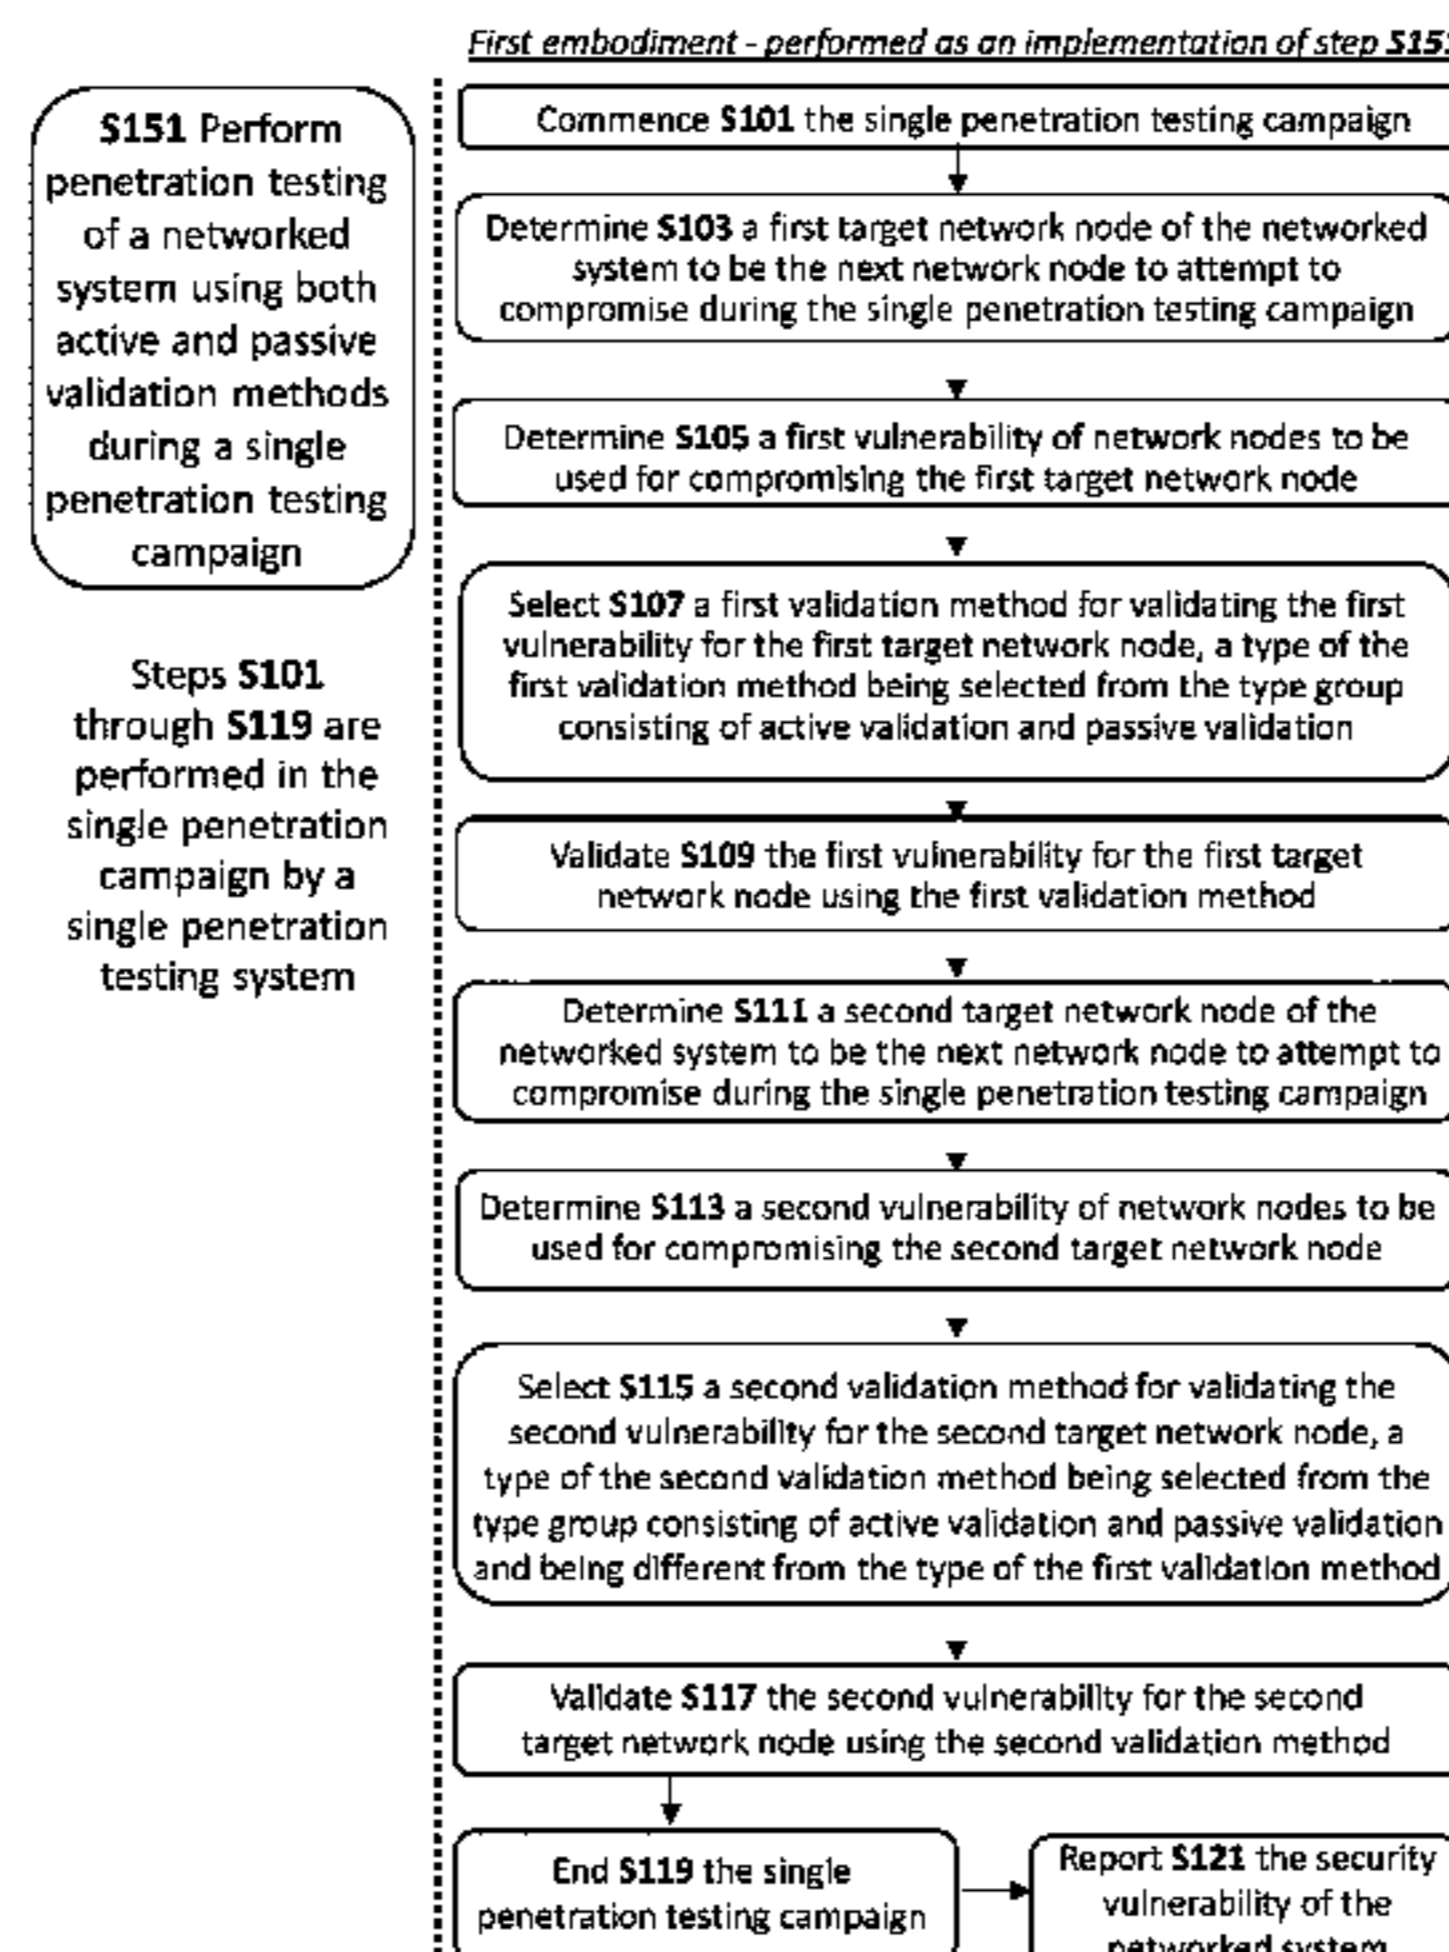 First embodiment - performed as an implementation of step S151
S151 Perform
penetration testing
of a networked
system using both
active and passive
validation methods
during a single
penetration testing
campaign
Steps S101
through S119 are
performed in the
single penetration
campaign by a
single penetration
testing system
Commence S101 the single penetration testing campaign
Determine S103 a first target network node of the networked
system to be the next network node to attempt to
compromise during the single penetration testing campaign
Determine S105 a first vulnerability of network nodes to be
used for compromising the first target network node
Select S107 a first validation method for validating the first
vulnerability for the first target network node, a type of the
first validation method being selected from the type group
consisting of active validation and passive validation
Validate S109 the first vulnerability for the first target
network node using the first validation method
Determine S111 a second target network node of the
networked system to be the next network node to attempt to
compromise during the single penetration testing campaign
Determine S113 a second vulnerability of network nodes to be
used for compromising the second target network node
Select S115 a second validation method for validating the
second vulnerability for the second target network node, a
type of the second validation method being selected from the
type group consisting of active validation and passive validation
and being different from the type of the first validation method
Validate S117 the second vulnerability for the second
target network node using the second validation method
End S119 the single
penetration testing campaign
Report S121 the security
vulnerability of the
networked system